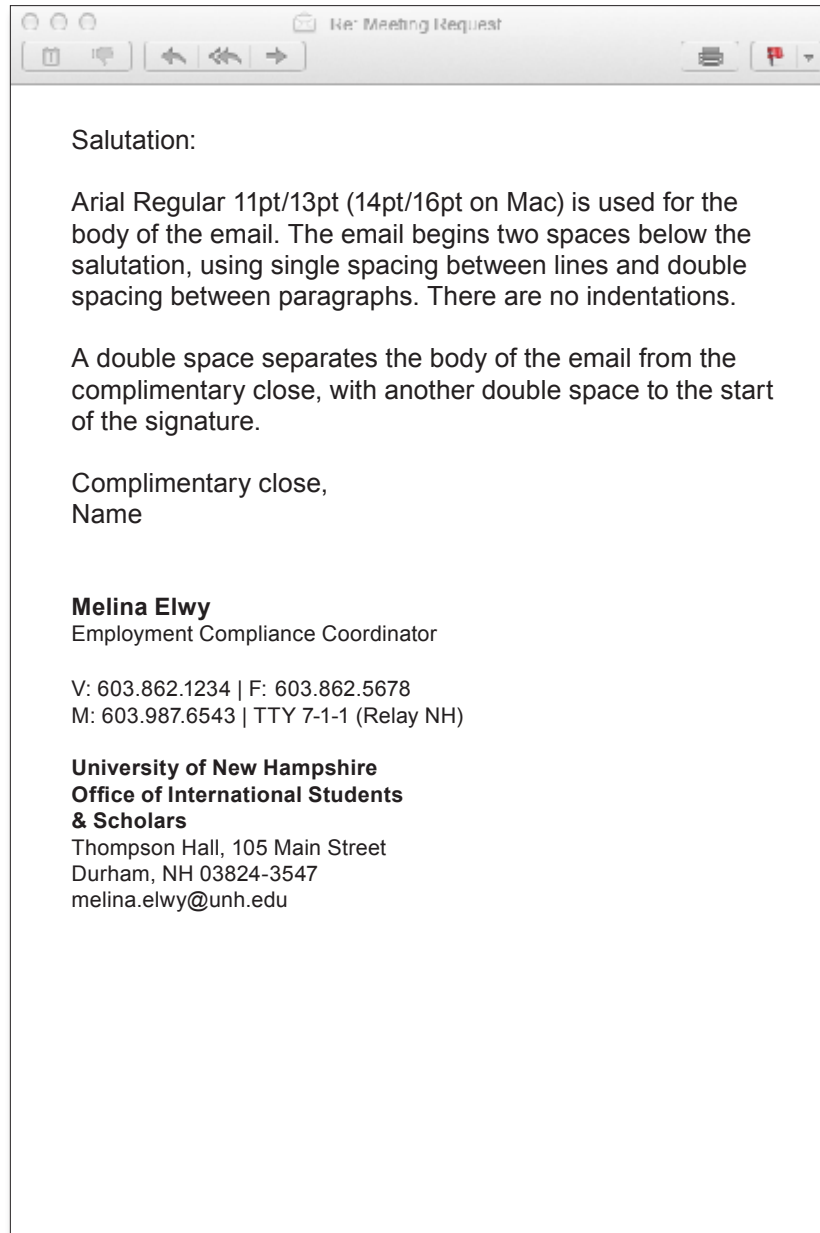 Re: Meeting Request
Salutation:
Arial Regular 11pt/13pt (14pt/16pt on Mac) is used for the
body of the email. The email begins two spaces below the
salutation, using single spacing between lines and double
spacing between paragraphs. There are no indentations.
A double space separates the body of the email from the
complimentary close, with another double space to the start
of the signature.
Complimentary close,
Name
Melina Elwy
Employment Compliance Coordinator
V: 603.862.1234 | F: 603.862.5678
M: 603.987.6543 | TTY 7-1-1 (Relay NH)
University of New Hampshire
Office of International Students
& Scholars
Thompson Hall, 105 Main Street
Durham, NH 03824-3547
melina.elwy@unh.edu